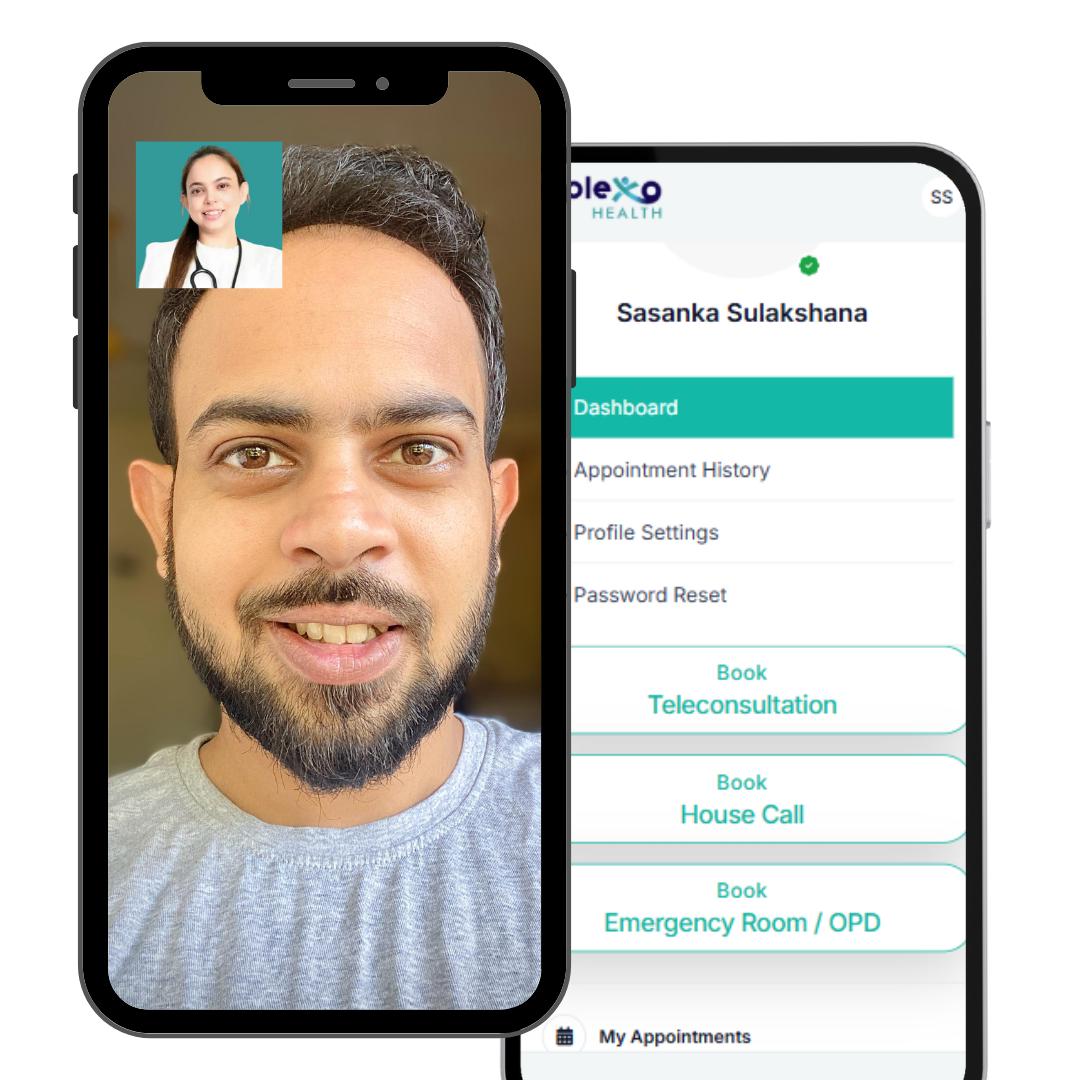 HEALTH
SS
Sasanka Sulakshana
Dashboard
Appointment History
Profile Settings
Password Reset
Book
Teleconsultation
Book
House Call
Book
Emergency Room / OPD
My Appointments